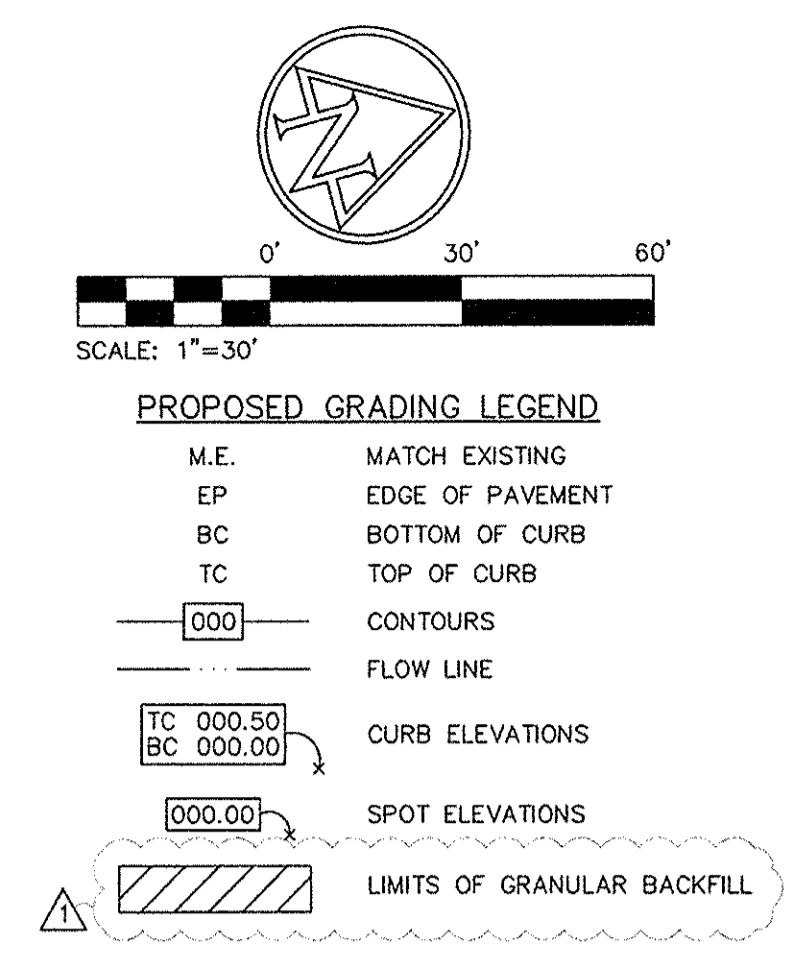 N
0' 30' 60'
SCALE: 1"=30'
PROPOSED GRADING LEGEND
M.E. MATCH EXISTING
EP EDGE OF PAVEMENT
BC BOTTOM OF CURB
TC TOP OF CURB
000 CONTOURS
FLOW LINE
TC 000.50
BC 000.00 CURB ELEVATIONS
000.00 SPOT ELEVATIONS
1 LIMITS OF GRANULAR BACKFILL